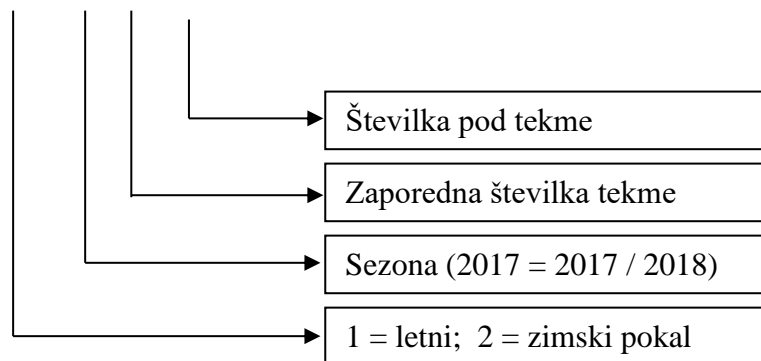 Številka pod tekme
Zaporedna številka tekme
Sezona (2017 = 2017 / 2018)
1 = letni;  2 = zimski pokal